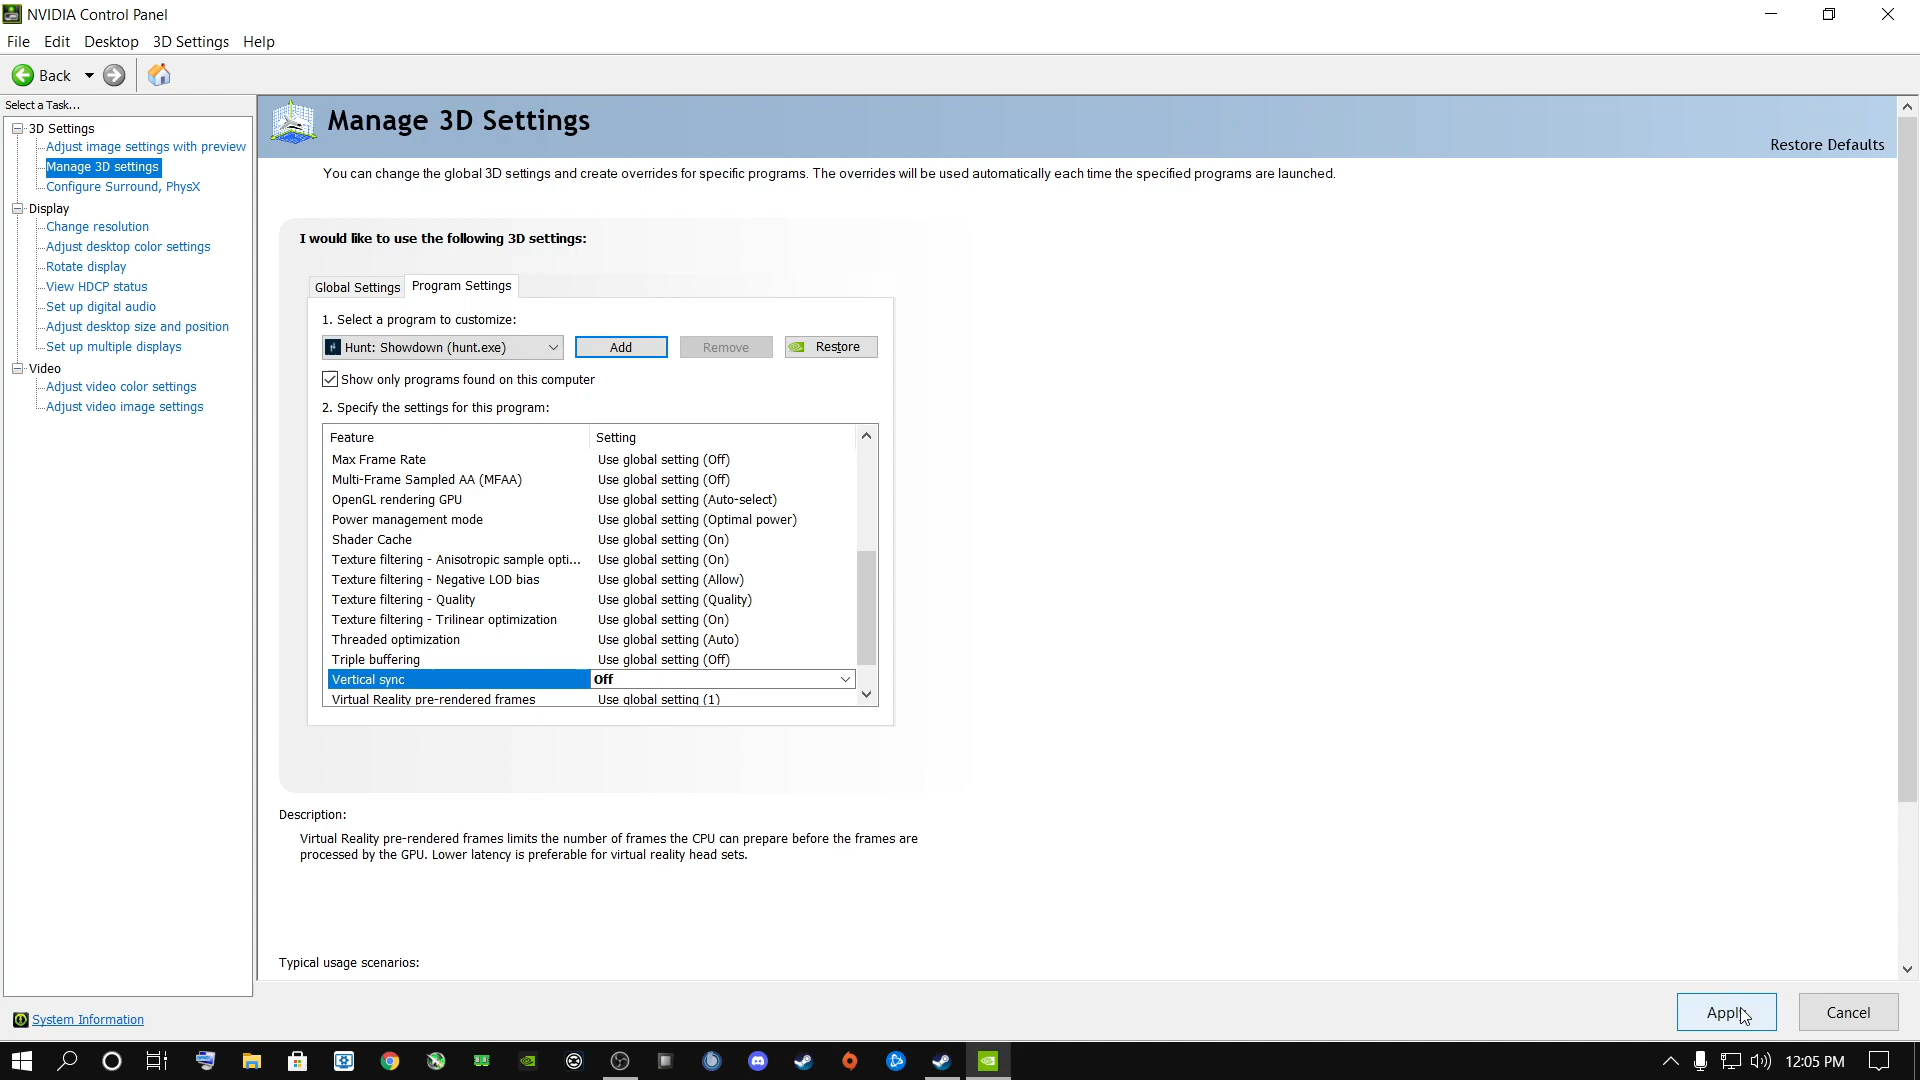 NVIDIA Control Panel
File Edit Desktop 3D Settings Help
Back
Select a Task...
3D Settings
Adjust image settings with preview
Manage 3D settings
Configure Surround, PhysX
Display
Change resolution
Adjust desktop color settings
Rotate display
View HDCP status
Set up digital audio
Adjust desktop size and position
Set up multiple displays
Video
Adjust video color settings
Adjust video image settings
System Information
Manage 3D Settings
Restore Defaults
You can change the global 3D settings and create overrides for specific programs. The overrides will be used automatically each time the specified programs are launched.
I would like to use the following 3D settings:
Global Settings Program Settings
1. Select a program to customize:
Hunt: Showdown (hunt.exe) Add Remove Restore
Show only programs found on this computer
2. Specify the settings for this program:
Feature Setting
Max Frame Rate Use global setting (Off)
Multi-Frame Sampled AA (MFAA) Use global setting (Off)
OpenGL rendering GPU Use global setting (Auto-select)
Power management mode Use global setting (Optimal power)
Shader Cache Use global setting (On)
Texture filtering - Anisotropic sample opti... Use global setting (On)
Texture filtering - Negative LOD bias Use global setting (Allow)
Texture filtering - Quality Use global setting (Quality)
Texture filtering - Trilinear optimization Use global setting (On)
Threaded optimization Use global setting (Auto)
Triple buffering Use global setting (Off)
Vertical sync Off
Virtual Reality pre-rendered frames Use global setting (1)
Description:
Virtual Reality pre-rendered frames limits the number of frames the CPU can prepare before the frames are
processed by the GPU. Lower latency is preferable for virtual reality head sets.
Typical usage scenarios:
Apply Cancel
12:05 PM